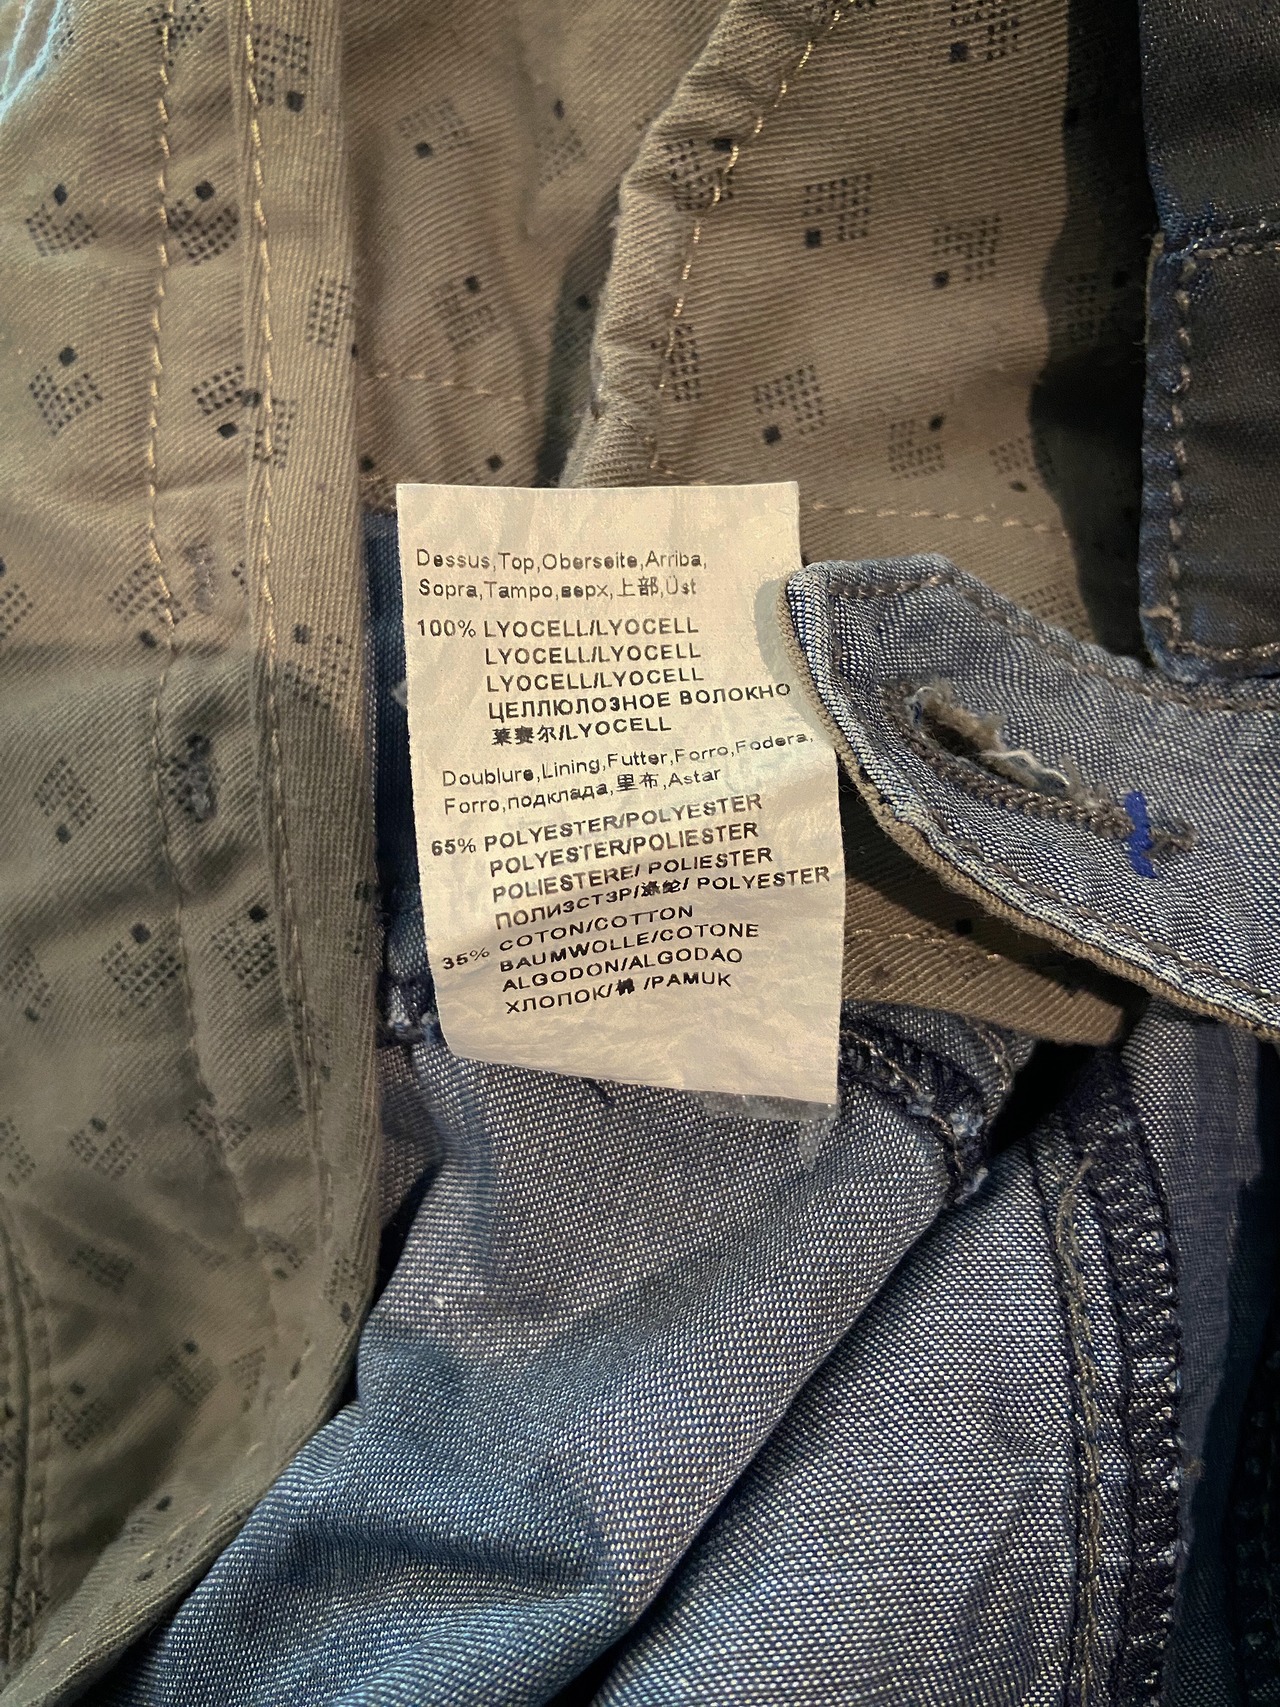 Dessus,Top,Oberseite,Arriba,
Sopra,Tampo,верх,上部,Üst
100% LYOCELL/LYOCELL
LYOCELL/LYOCELL
LYOCELL/LYOCELL
ЦЕЛЛЮЛОЗНОЕ ВОЛОКНО
莱赛尔/LYOCELL
Doublure,Lining,Futter,Forro,Fodera,
Forro,подклада,里布,Astar
65% POLYESTER/POLYESTER
POLYESTER/POLIESTER
POLIESTERE/ POLIESTER
ПОЛИЗСТЗР/涤纶/ POLYESTER
35% COTON/COTTON
BAUMWOLLE/COTONE
ALGODON/ALGODAO
ХЛОПОК/棉 /PAMUK